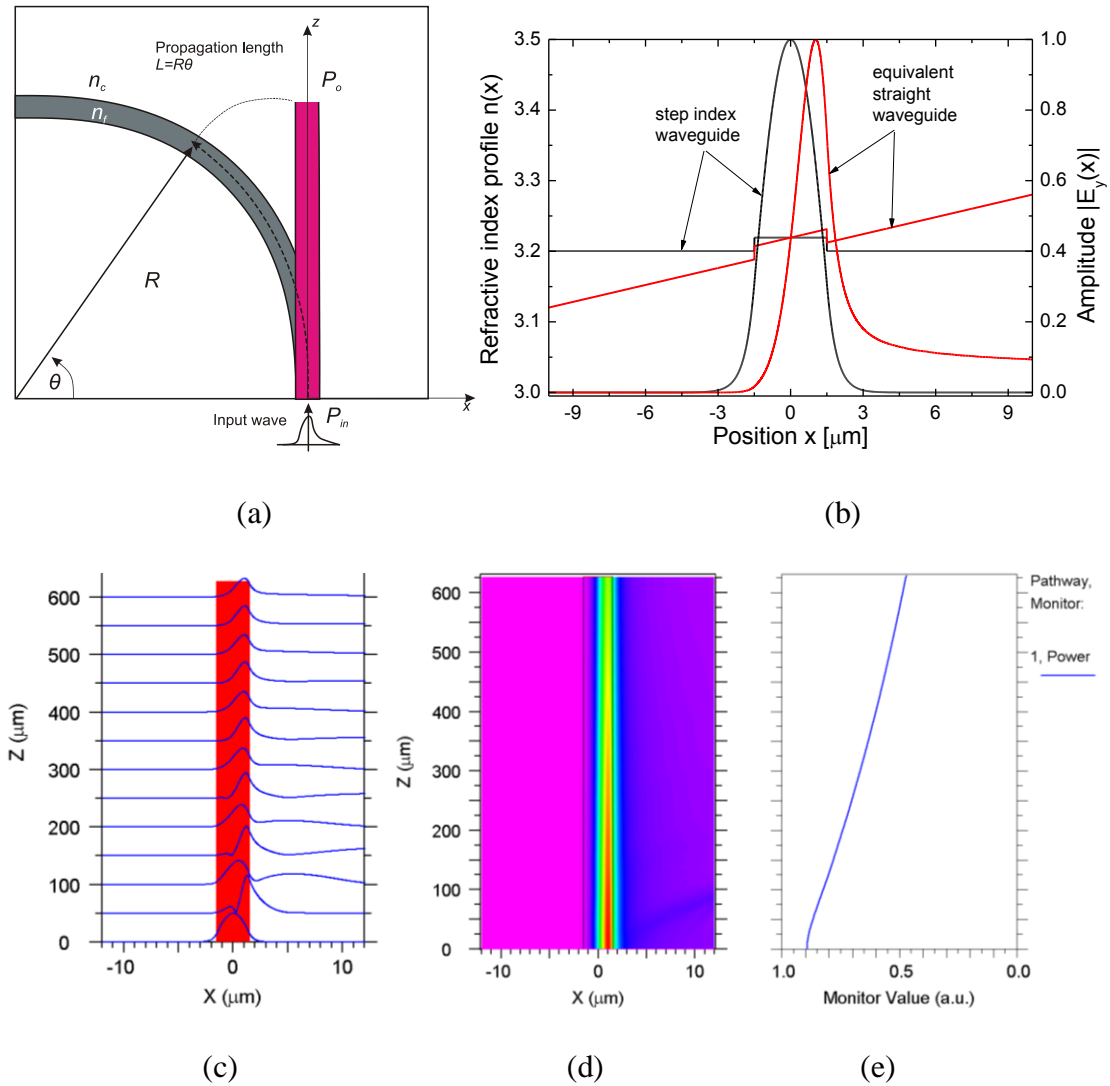 Propagation length
L=Rθ
z
n_c
n_f
P_o
R
θ
x
Input wave
P_in
(a)
Refractive index profile n(x)
3.5
3.4
3.3
3.2
3.1
3.0
step index
waveguide
equivalent
straight
waveguide
1.0
0.8
0.6
0.4
0.2
0.0
Amplitude |E_y(x)|
-9 -6 -3 0 3 6 9
Position x [μm]
(b)
Z (μm)
600
500
400
300
200
100
0
-10 0 10
X (μm)
(c)
Z (μm)
600
500
400
300
200
100
0
-10 0 10
X (μm)
(d)
Pathway,
Monitor:
1, Power
1.0 0.5 0.0
Monitor Value (a.u.)
(e)